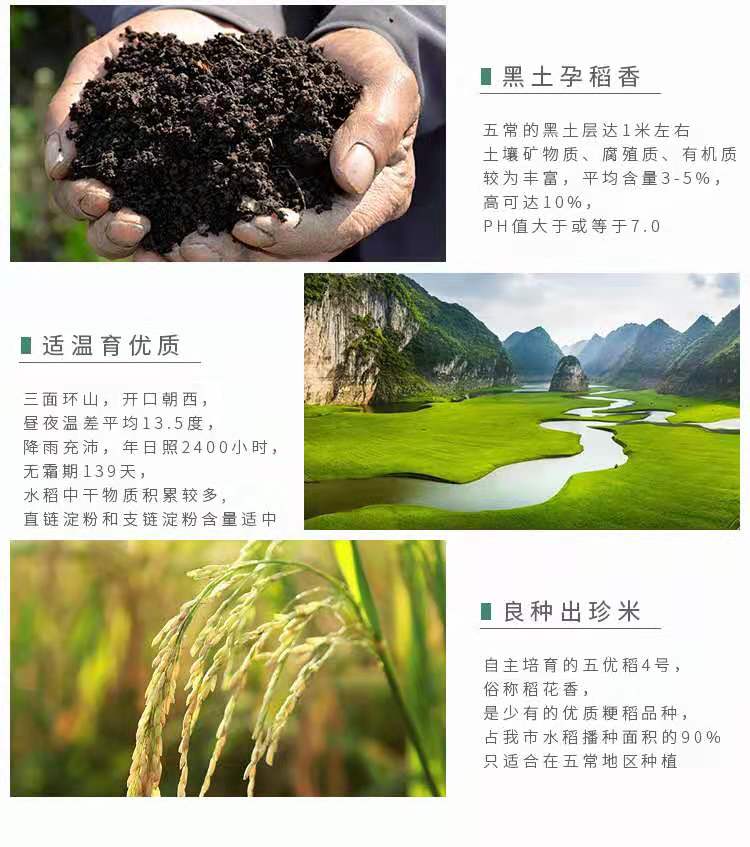 黑土孕稻香
五常的黑土层达1米左右
土壤矿物质、腐殖质、有机质
较为丰富，平均含量3-5%，
高可达10%，
PH值大于或等于7.0
适温育优质
三面环山，开口朝西，
昼夜温差平均13.5度，
降雨充沛，年日照2400小时，
无霜期139天，
水稻中干物质积累较多，
直链淀粉和支链淀粉含量适中
良种出珍米
自主培育的五优稻4号，
俗称稻花香，
是少有的优质粳稻品种，
占我市水稻播种面积的90%
只适合在五常地区种植